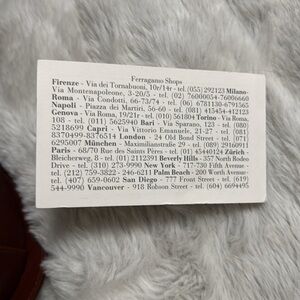 Ferragamo Shops
Firenze - Via dei Tornabuoni, 10r/14r - tel. (055) 292123 Milano-
Via Montenapoleone, 3-20/5 - tel. (02) 76000054-76006660
Roma - Via Condotti, 66-73/74 - tel. (06) 6781130-6791565
Napoli - Piazza dei Martiri, 56-60 - tel. (081) 415454-412123
Genova - Via Roma, 19/21r - tel. (010) 561804 Torino - Via Roma,
108 - tel. (011) 5625940 Bari - Via Sparano, 123 - tel. (080)
5218699 Capri - Via Vittorio Emanuele, 21-27 - tel. (081)
8370499-8376514 London - 24 Old Bond Street - tel. (071)
6295007 München - Maximilianstraße 29 - tel. (089) 29160911
Paris - 68/70 Rue des Saints Pères - tel. (01) 45440124 Zürich -
Bleicherweg, 8 - tel. (01) 2112391 Beverly Hills - 357 North Rodeo
Drive - tel. (310) 273-9990 New York - 717-730 Fifth Avenue -
tel. (212) 759-3822 - 246-6211 Palm Beach - 200 Worth Avenue -
tel. (407) 659-0602 San Diego - 777 Front Street - tel. (619)
544-9990 Vancouver - 918 Robson Street - tel. (604) 6694495